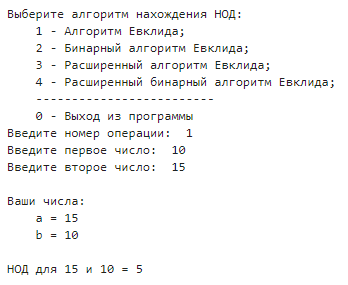 Выберите алгоритм нахождения НОД:
1 - Алгоритм Евклида;
2 - Бинарный алгоритм Евклида;
3 - Расширенный алгоритм Евклида;
4 - Расширенный бинарный алгоритм Евклида;
-------------------------
0 - Выход из программы
Введите номер операции: 1
Введите первое число: 10
Введите второе число: 15
Ваши числа:
a = 15
b = 10
НОД для 15 и 10 = 5